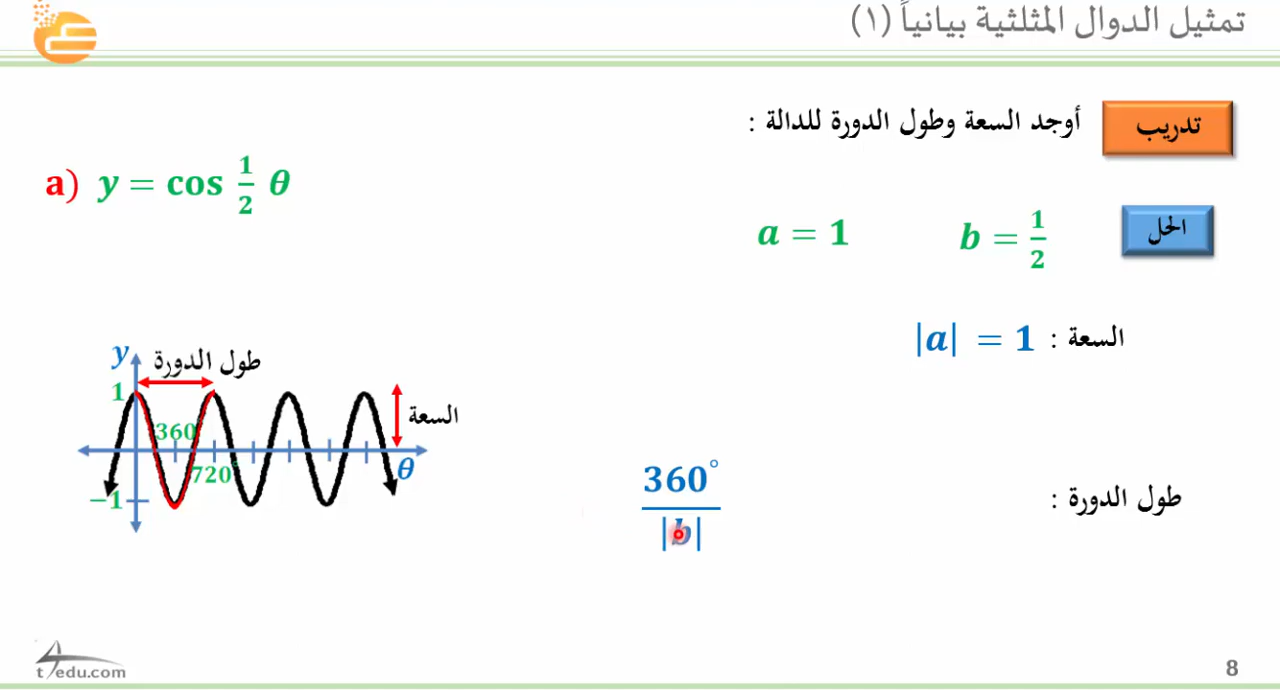 تمثيل الدوال المثلثية بيانياً (١)
تدريب
أوجد السعة وطول الدورة للدالة :
a) y = cos 1/2 θ
الحل
b = 1/2
a = 1
السعة : |a| = 1
طول الدورة :
360° / |b|
y
طول الدورة
1
السعة
360
720°
θ
−1
t4edu.com
8